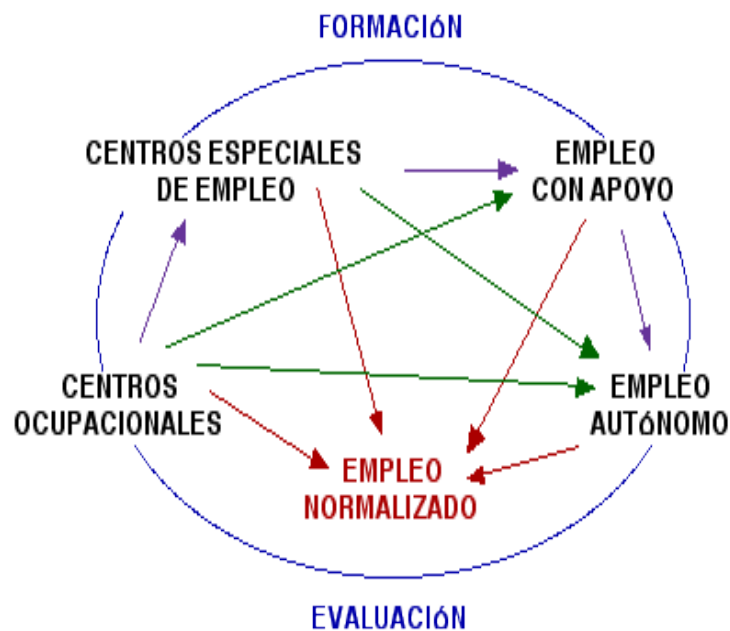 FORMACIóN
CENTROS ESPECIALES
DE EMPLEO
EMPLEO
CON APOYO
CENTROS
OCUPACIONALES
EMPLEO
AUTóNOMO
EMPLEO
NORMALIZADO
EVALUACIóN